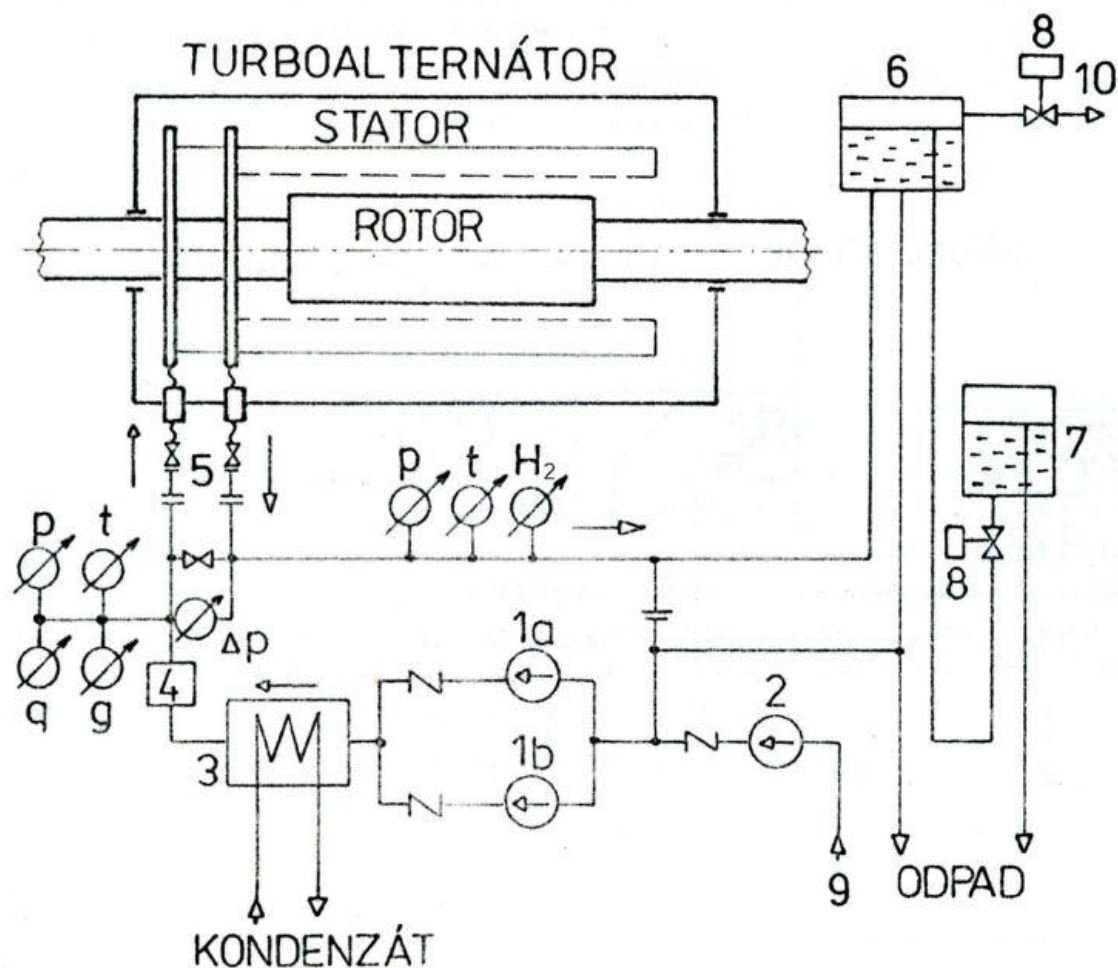 TURBOALTERNÁTOR
STATOR
ROTOR
8
6
10
7
8
5
p
t
H₂
p
t
Δp
q
g
4
3
1a
1b
2
9
ODPAD
KONDENZÁT